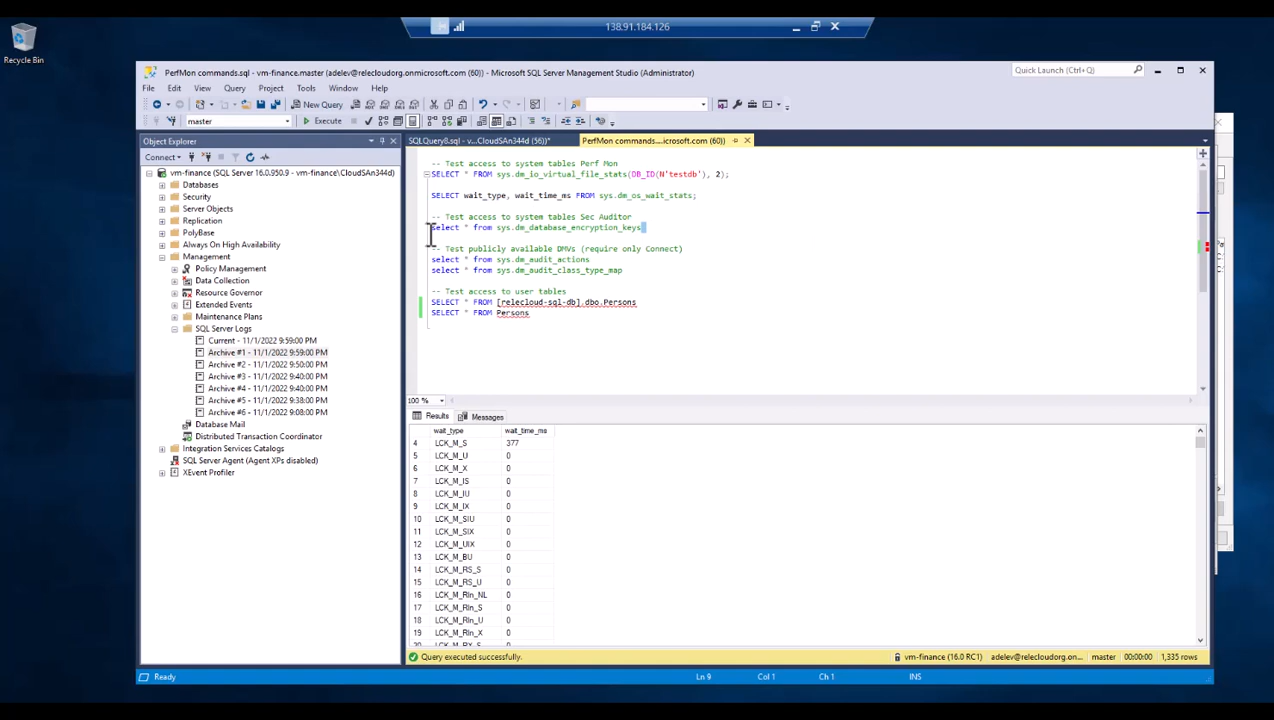 138.91.184.126
Recycle Bin
PerfMon commands.sql - vm-finance.master (adelev@relecloudorg.onmicrosoft.com (60)) - Microsoft SQL Server Management Studio (Administrator)
Quick Launch (Ctrl+Q)
File Edit View Query Project Tools Window Help
New Query
master
Execute
Object Explorer
SQLQuery8.sql - v...CloudSAn344d (56))*
PerfMon commands....icrosoft.com (60))
Connect
vm-finance (SQL Server 16.0.950.9 - vm-finance\CloudSAn344d)
Databases
Security
Server Objects
Replication
PolyBase
Always On High Availability
Management
Policy Management
Data Collection
Resource Governor
Extended Events
Maintenance Plans
SQL Server Logs
Current - 11/1/2022 9:59:00 PM
Archive #1 - 11/1/2022 9:59:00 PM
Archive #2 - 11/1/2022 9:50:00 PM
Archive #3 - 11/1/2022 9:40:00 PM
Archive #4 - 11/1/2022 9:40:00 PM
Archive #5 - 11/1/2022 9:38:00 PM
Archive #6 - 11/1/2022 9:08:00 PM
Database Mail
Distributed Transaction Coordinator
Integration Services Catalogs
SQL Server Agent (Agent XPs disabled)
XEvent Profiler
-- Test access to system tables Perf Mon
SELECT * FROM sys.dm_io_virtual_file_stats(DB_ID(N'testdb'), 2);
SELECT wait_type, wait_time_ms FROM sys.dm_os_wait_stats;
-- Test access to system tables Sec Auditor
select * from sys.dm_database_encryption_keys
-- Test publicly available DMVs (require only Connect)
select * from sys.dm_audit_actions
select * from sys.dm_audit_class_type_map
-- Test access to user tables
SELECT * FROM [relecloud-sql-db].dbo.Persons
SELECT * FROM Persons
100 %
Results Messages
wait_type wait_time_ms
4 LCK_M_S 377
5 LCK_M_U 0
6 LCK_M_X 0
7 LCK_M_IS 0
8 LCK_M_IU 0
9 LCK_M_IX 0
10 LCK_M_SIU 0
11 LCK_M_SIX 0
12 LCK_M_UIX 0
13 LCK_M_BU 0
14 LCK_M_RS_S 0
15 LCK_M_RS_U 0
16 LCK_M_RIn_NL 0
17 LCK_M_RIn_S 0
18 LCK_M_RIn_U 0
19 LCK_M_RIn_X 0
20 LCK_M_RX_S 0
Query executed successfully.
vm-finance (16.0 RC1) adelev@relecloudorg.on... master 00:00:00 1,335 rows
Ready
Ln 9 Col 1 Ch 1 INS